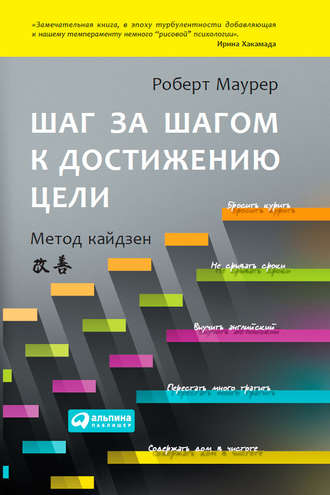 «Замечательная книга, в эпоху турбулентности добавляющая
к нашему темпераменту немного "рисовой" психологии».
Ирина Хакамада
Роберт Маурер
ШАГ ЗА ШАГОМ
К ДОСТИЖЕНИЮ
ЦЕЛИ
Метод кайдзен
改善
Бросить курить
Не срывать сроки
Выучить английский
Перестать много тратить
Содержать дом в чистоте
альпина
ПАБЛИШЕР